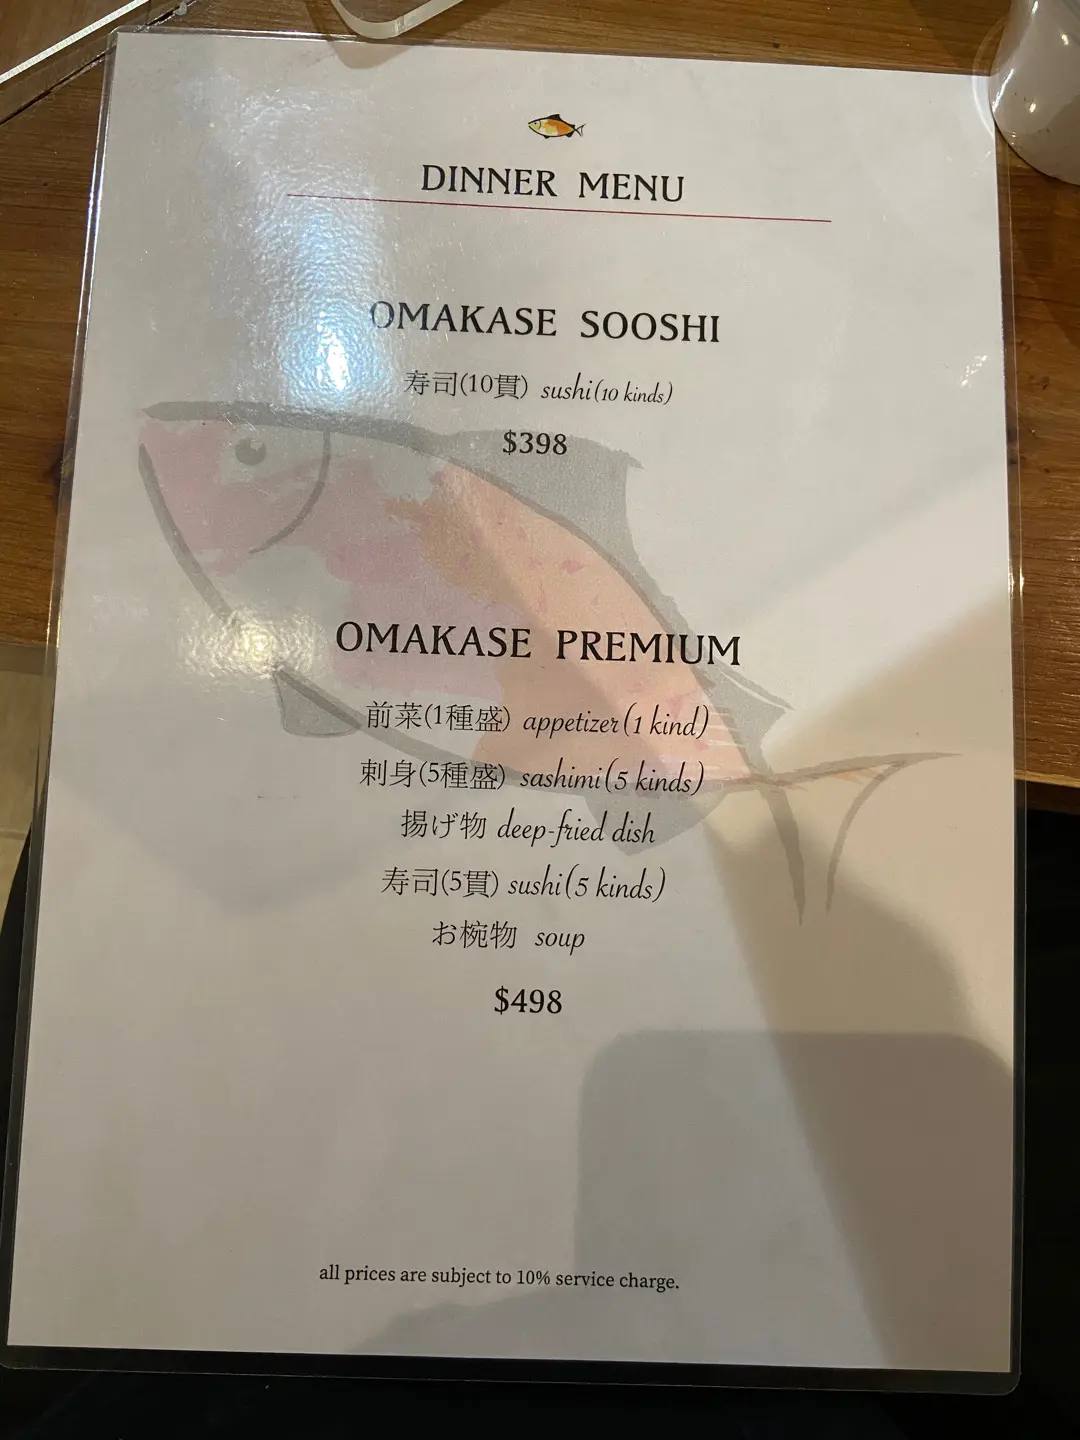 DINNER MENU
OMAKASE SOOSHI
寿司(10貫) sushi(10 kinds)
$398
OMAKASE PREMIUM
前菜(1種盛) appetizer(1 kind)
刺身(5種盛) sashimi(5 kinds)
揚げ物 deep-fried dish
寿司(5貫) sushi(5 kinds)
お椀物 soup
$498
all prices are subject to 10% service charge.